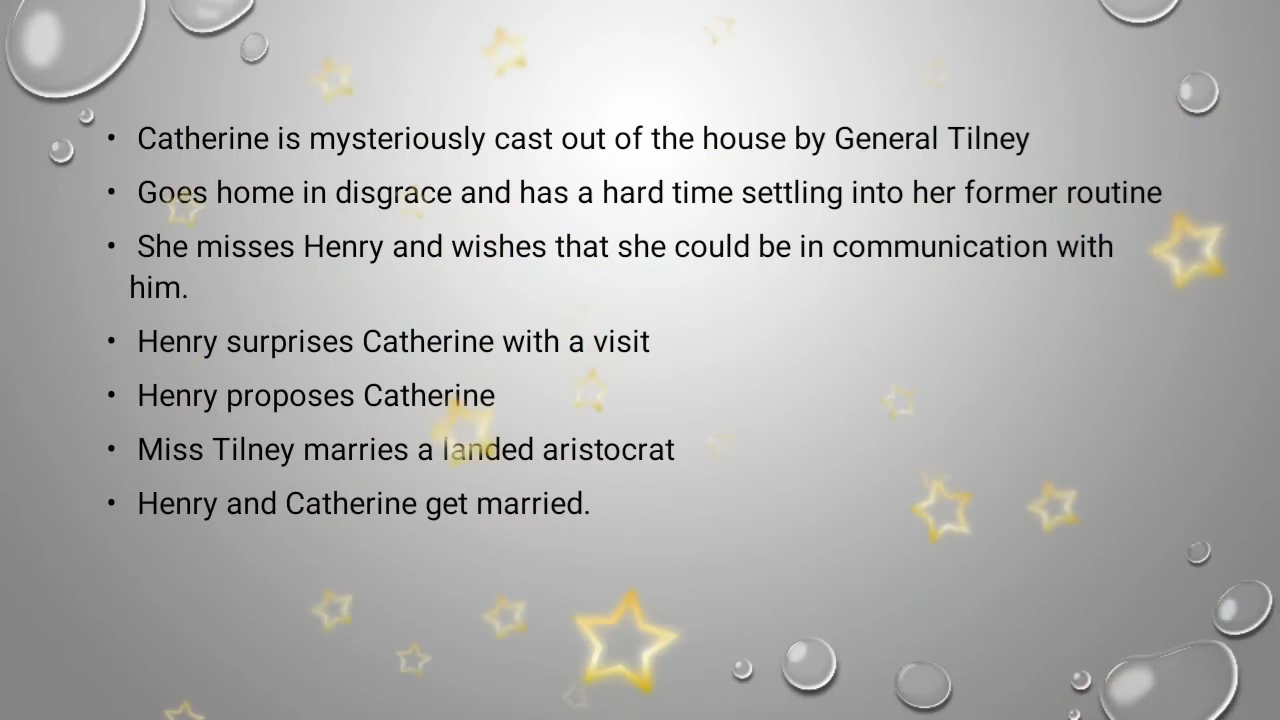 • Catherine is mysteriously cast out of the house by General Tilney
• Goes home in disgrace and has a hard time settling into her former routine
• She misses Henry and wishes that she could be in communication with
him.
• Henry surprises Catherine with a visit
• Henry proposes Catherine
• Miss Tilney marries a landed aristocrat
• Henry and Catherine get married.